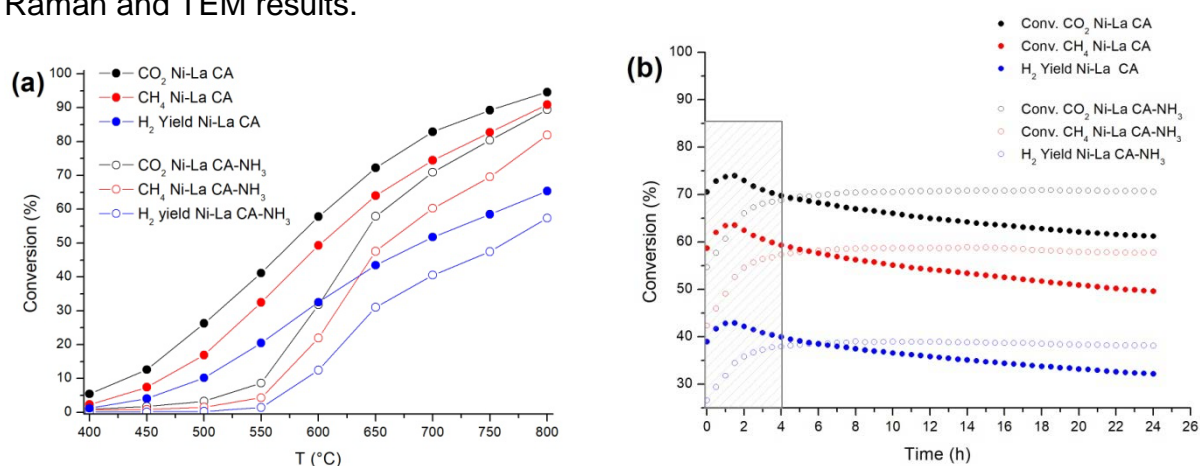 Raman and TEM results.
(a)
CO2 Ni-La CA
CH4 Ni-La CA
H2 Yield Ni-La CA
CO2 Ni-La CA-NH3
CH4 Ni-La CA-NH3
H2 yield Ni-La CA-NH3
Conversion (%)
100
90
80
70
60
50
40
30
20
10
0
400 450 500 550 600 650 700 750 800
T (°C)
(b)
Conv. CO2 Ni-La CA
Conv. CH4 Ni-La CA
H2 Yield Ni-La CA
Conv. CO2 Ni-La CA-NH3
Conv. CH4 Ni-La CA-NH3
H2 Yield Ni-La CA-NH3
Conversion (%)
100
90
80
70
60
50
40
30
0 2 4 6 8 10 12 14 16 18 20 22 24 26
Time (h)